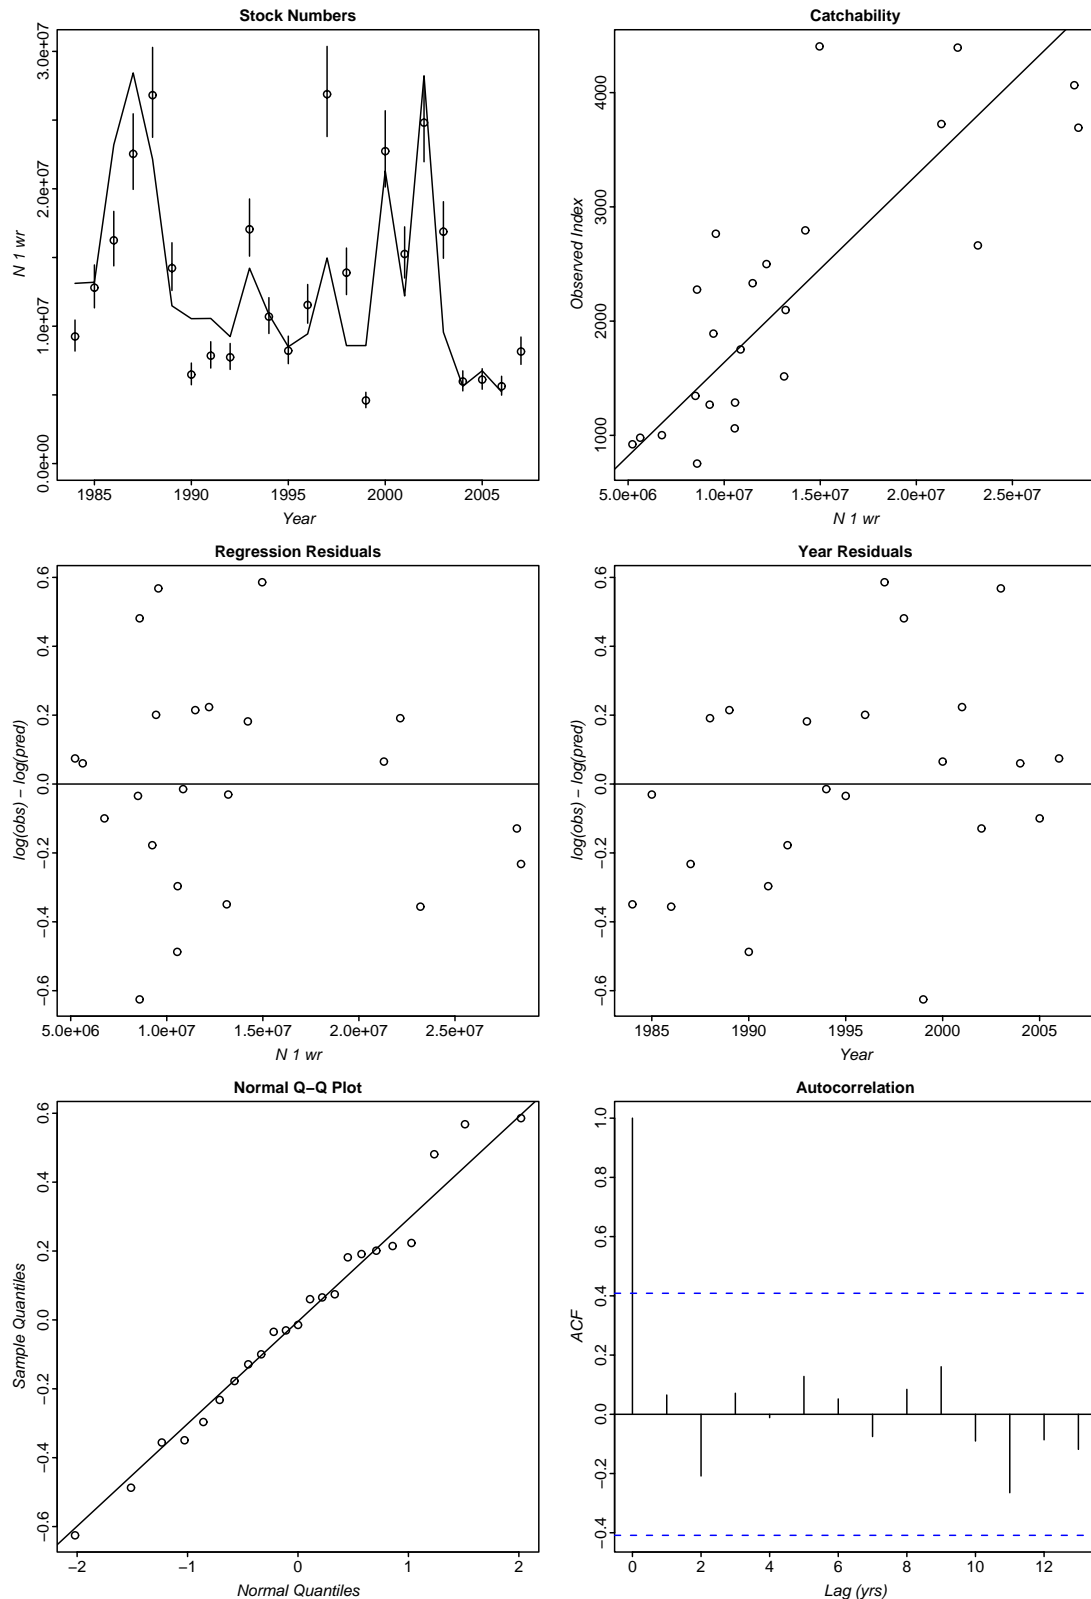 Stock Numbers
N 1 wr
0.0e+00 1.0e+07 2.0e+07 3.0e+07
1985 1990 1995 2000 2005
Year
Catchability
Observed Index
1000 2000 3000 4000
5.0e+06 1.0e+07 1.5e+07 2.0e+07 2.5e+07
N 1 wr
Regression Residuals
log(obs) − log(pred)
−0.6 −0.4 −0.2 0.0 0.2 0.4 0.6
5.0e+06 1.0e+07 1.5e+07 2.0e+07 2.5e+07
N 1 wr
Year Residuals
log(obs) − log(pred)
−0.6 −0.4 −0.2 0.0 0.2 0.4 0.6
1985 1990 1995 2000 2005
Year
Normal Q−Q Plot
Sample Quantiles
−0.6 −0.4 −0.2 0.0 0.2 0.4 0.6
−2 −1 0 1 2
Normal Quantiles
Autocorrelation
ACF
−0.4 −0.2 0.0 0.2 0.4 0.6 0.8 1.0
0 2 4 6 8 10 12
Lag (yrs)